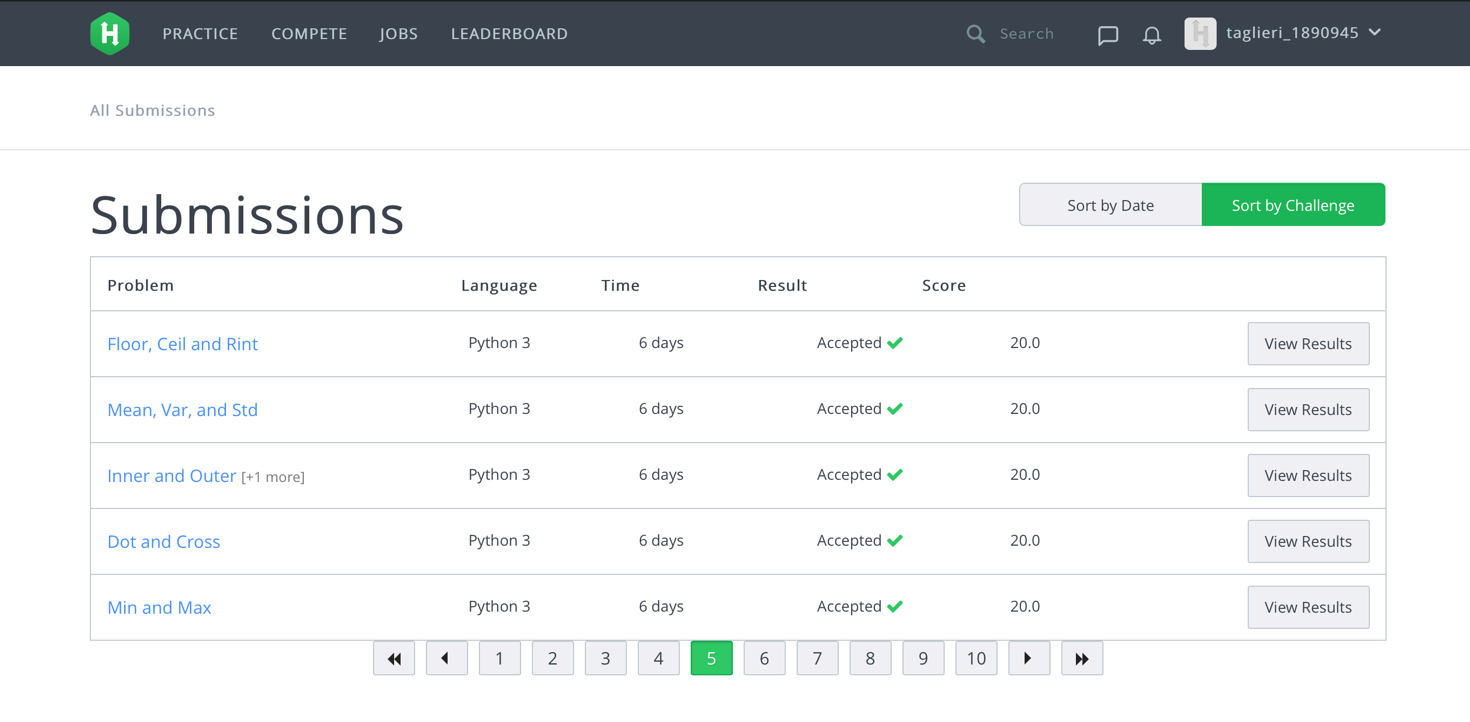 PRACTICE COMPETE JOBS LEADERBOARD Search taglieri_1890945
All Submissions
Submissions
Sort by Date Sort by Challenge
Problem Language Time Result Score
Floor, Ceil and Rint Python 3 6 days Accepted 20.0 View Results
Mean, Var, and Std Python 3 6 days Accepted 20.0 View Results
Inner and Outer [+1 more] Python 3 6 days Accepted 20.0 View Results
Dot and Cross Python 3 6 days Accepted 20.0 View Results
Min and Max Python 3 6 days Accepted 20.0 View Results
1 2 3 4 5 6 7 8 9 10